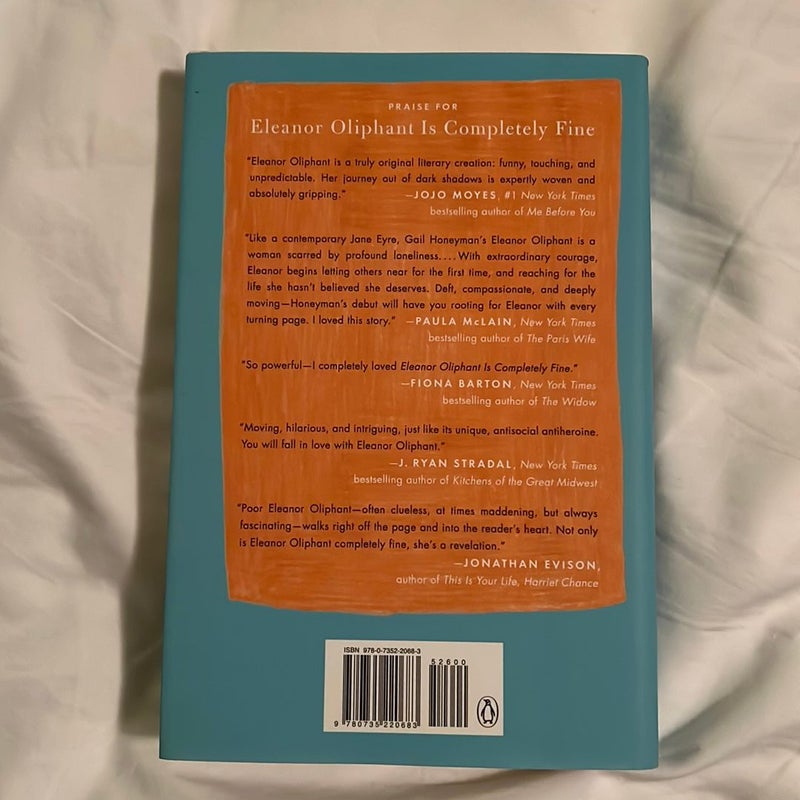 PRAISE FOR
Eleanor Oliphant Is Completely Fine
"Eleanor Oliphant is a truly original literary creation: funny, touching, and
unpredictable. Her journey out of dark shadows is expertly woven and
absolutely gripping." —JOJO MOYES, #1 New York Times
bestselling author of Me Before You
"Like a contemporary Jane Eyre, Gail Honeyman's Eleanor Oliphant is a
woman scarred by profound loneliness.... With extraordinary courage,
Eleanor begins letting others near for the first time, and reaching for the
life she hasn't believed she deserves. Deft, compassionate, and deeply
moving—Honeyman's debut will have you rooting for Eleanor with every
turning page. I loved this story." —PAULA McLAIN, New York Times
bestselling author of The Paris Wife
"So powerful—I completely loved Eleanor Oliphant Is Completely Fine."
—FIONA BARTON, New York Times
bestselling author of The Widow
"Moving, hilarious, and intriguing, just like its unique, antisocial antiheroine.
You will fall in love with Eleanor Oliphant."
—J. RYAN STRADAL, New York Times
bestselling author of Kitchens of the Great Midwest
"Poor Eleanor Oliphant—often clueless, at times maddening, but always
fascinating—walks right off the page and into the reader's heart. Not only
is Eleanor Oliphant completely fine, she's a revelation."
—JONATHAN EVISON,
author of This Is Your Life, Harriet Chance
ISBN 978-0-7352-2068-3
52600
9 780735 220683